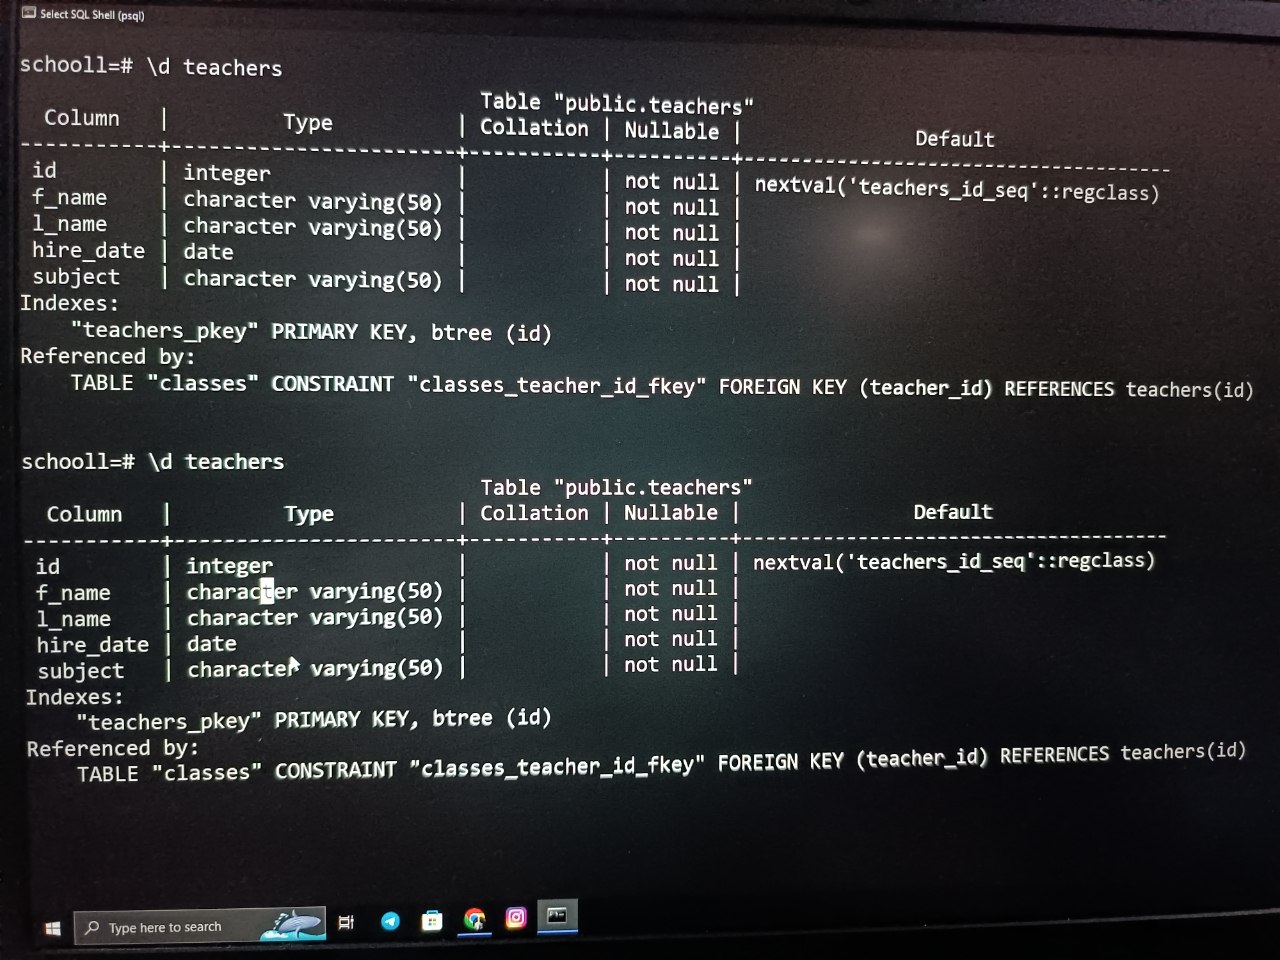 Select SQL Shell (psql)
schooll=# \d teachers
Table "public.teachers"
Column | Type | Collation | Nullable | Default
-----------+-----------------------+-----------+----------+--------------------------------------
id | integer | | not null | nextval('teachers_id_seq'::regclass)
f_name | character varying(50) | | not null |
l_name | character varying(50) | | not null |
hire_date | date | | not null |
subject | character varying(50) | | not null |
Indexes:
"teachers_pkey" PRIMARY KEY, btree (id)
Referenced by:
TABLE "classes" CONSTRAINT "classes_teacher_id_fkey" FOREIGN KEY (teacher_id) REFERENCES teachers(id)
schooll=# \d teachers
Table "public.teachers"
Column | Type | Collation | Nullable | Default
-----------+-----------------------+-----------+----------+--------------------------------------
id | integer | | not null | nextval('teachers_id_seq'::regclass)
f_name | character varying(50) | | not null |
l_name | character varying(50) | | not null |
hire_date | date | | not null |
subject | character varying(50) | | not null |
Indexes:
"teachers_pkey" PRIMARY KEY, btree (id)
Referenced by:
TABLE "classes" CONSTRAINT "classes_teacher_id_fkey" FOREIGN KEY (teacher_id) REFERENCES teachers(id)
Type here to search